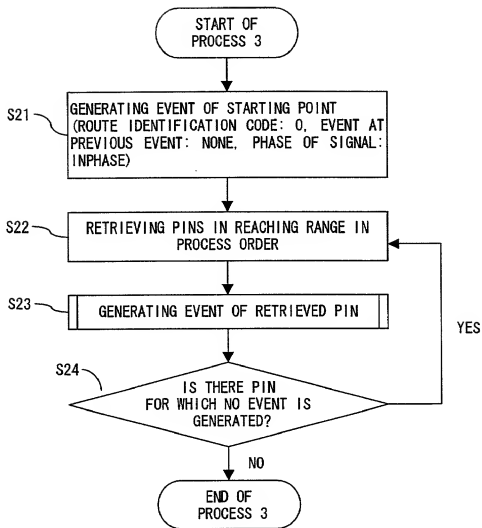 START OF
PROCESS 3
S21
GENERATING EVENT OF STARTING POINT
(ROUTE IDENTIFICATION CODE: 0, EVENT AT
PREVIOUS EVENT: NONE, PHASE OF SIGNAL:
INPHASE)
S22
RETRIEVING PINS IN REACHING RANGE IN
PROCESS ORDER
S23
GENERATING EVENT OF RETRIEVED PIN
YES
S24
IS THERE PIN
FOR WHICH NO EVENT IS
GENERATED?
NO
END OF
PROCESS 3